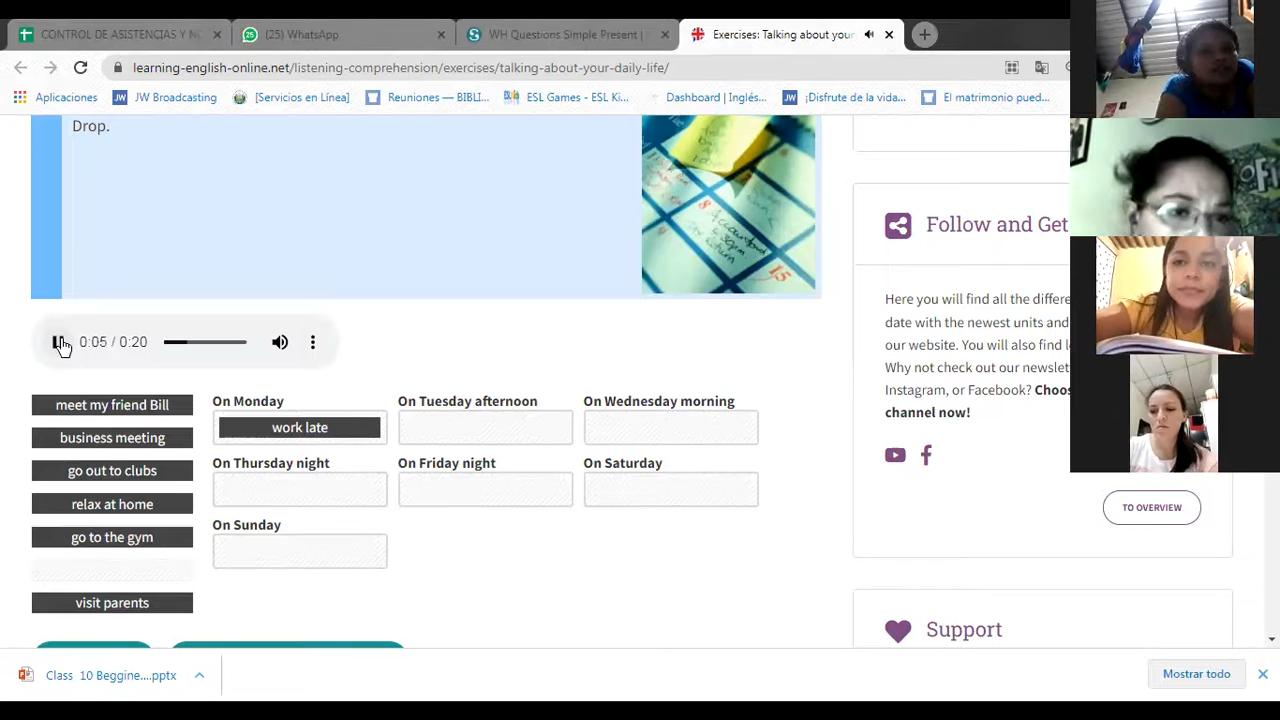 CONTROL DE ASISTENCIAS Y N
(25) WhatsApp
WH Questions Simple Present |
Exercises: Talking about your
learning-english-online.net/listening-comprehension/exercises/talking-about-your-daily-life/
Aplicaciones
JW Broadcasting
[Servicios en Línea]
Reuniones — BIBLI...
ESL Games - ESL Ki...
Dashboard | Inglés...
¡Disfrute de la vida...
El matrimonio pued...
Drop.
0:05 / 0:20
meet my friend Bill
business meeting
go out to clubs
relax at home
go to the gym
visit parents
On Monday
work late
On Tuesday afternoon
On Wednesday morning
On Thursday night
On Friday night
On Saturday
On Sunday
Follow and Get
Here you will find all the differe
date with the newest units and
our website. You will also find l
Why not check out our newslet
Instagram, or Facebook? Choos
channel now!
TO OVERVIEW
Support
Class 10 Beggine....pptx
Mostrar todo